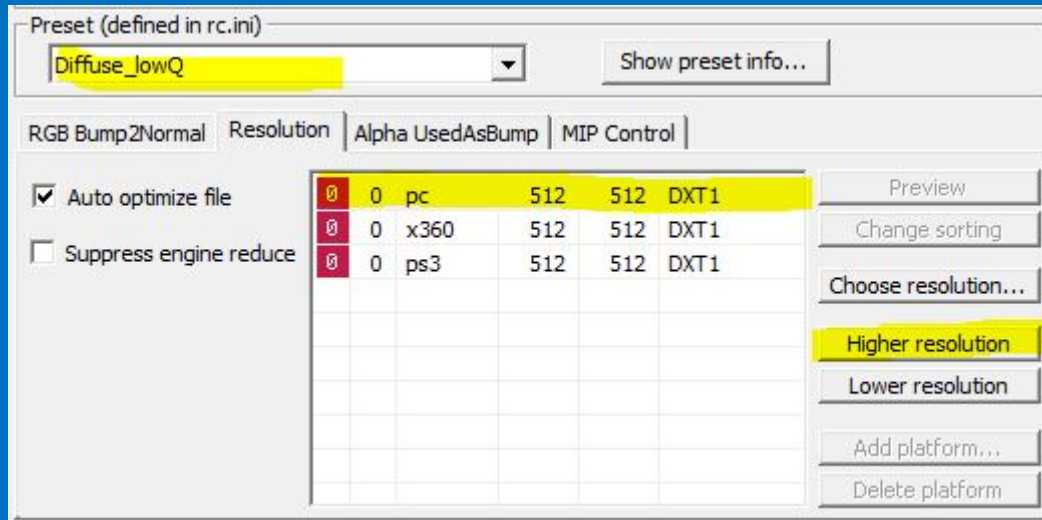 Preset (defined in rc.ini)
Diffuse_lowQ
Show preset info...
RGB Bump2Normal Resolution Alpha UsedAsBump MIP Control
Auto optimize file
Suppress engine reduce
0 0 pc 512 512 DXT1
0 0 x360 512 512 DXT1
0 0 ps3 512 512 DXT1
Preview
Change sorting
Choose resolution...
Higher resolution
Lower resolution
Add platform...
Delete platform